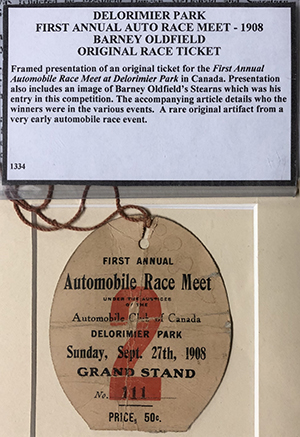 DELORIMIER PARK
FIRST ANNUAL AUTO RACE MEET - 1908
BARNEY OLDFIELD
ORIGINAL RACE TICKET
Framed presentation of an original ticket for the First Annual
Automobile Race Meet at Delorimier Park in Canada. Presentation
also includes an image of Barney Oldfield's Stearns which was his
entry in this competition. The accompanying article details who the
winners were in the various events. A rare original artifact from a
very early automobile race event.
1334
FIRST ANNUAL
Automobile Race Meet
UNDER THE AUSPICES
OF THE
Automobile Club of Canada
DELORIMIER PARK
Sunday, Sept. 27th, 1908
GRAND STAND
No. 711
PRICE, 50c.
2